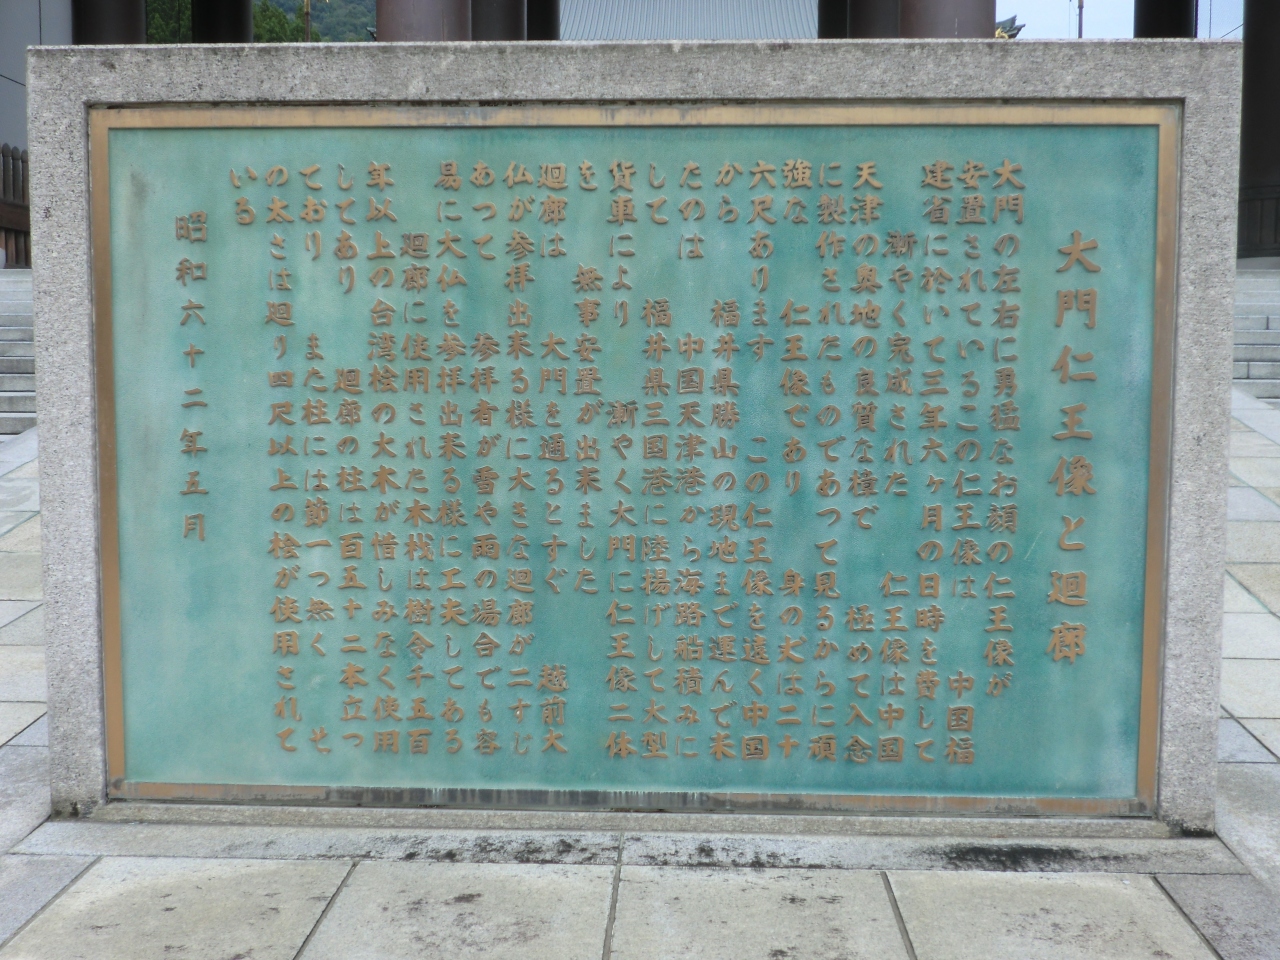 大門仁王像と廻廊
大門の左右に勇猛なお顔の仁王像が
安置されているこの仁王像は　中国福
建省に於いて三年六ヶ月の日時を費して
漸やく完成された　仁王像は中国
天津の奥地の良質な橦で　極めて入念
に製作されたものであって見るからに頑
強な　仁王像であり　身の丈は二十
六尺あります　この仁王像を遠く中国
から　福井県勝山の現地まで運んで来
たのは　中国天津港から海路船積みに
して　福井県三国港に陸揚げして大型
貨車により　漸やく大門に仁王像二体
を　無事安置が出来ました
廻廊は　大門を通るとすぐ　越前大
仏が参拝出来る様に大きな廻廊が二すじ
あって　参拝者が雪や雨の場合でも容
易に大仏を参拝出来る様に工夫してある
廻廊に使用された木桟は樹令千五百
年以上の台湾桧の大木が惜しみなく使用
してあり　廻廊の柱は百五十二本立っ
ており　また柱には節一つ無く　そ
の太さは廻り四尺以上の桧が使用されて
いる
昭和六十二年五月